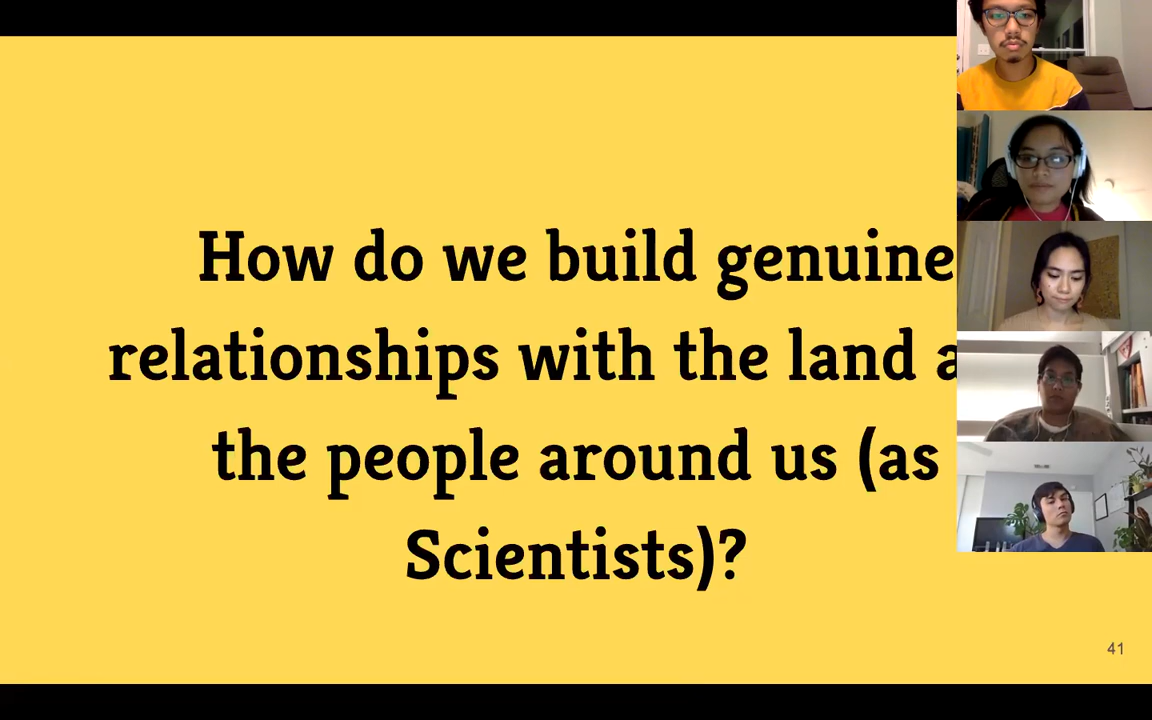 How do we build genuine
relationships with the land a
the people around us (as
Scientists)?
41